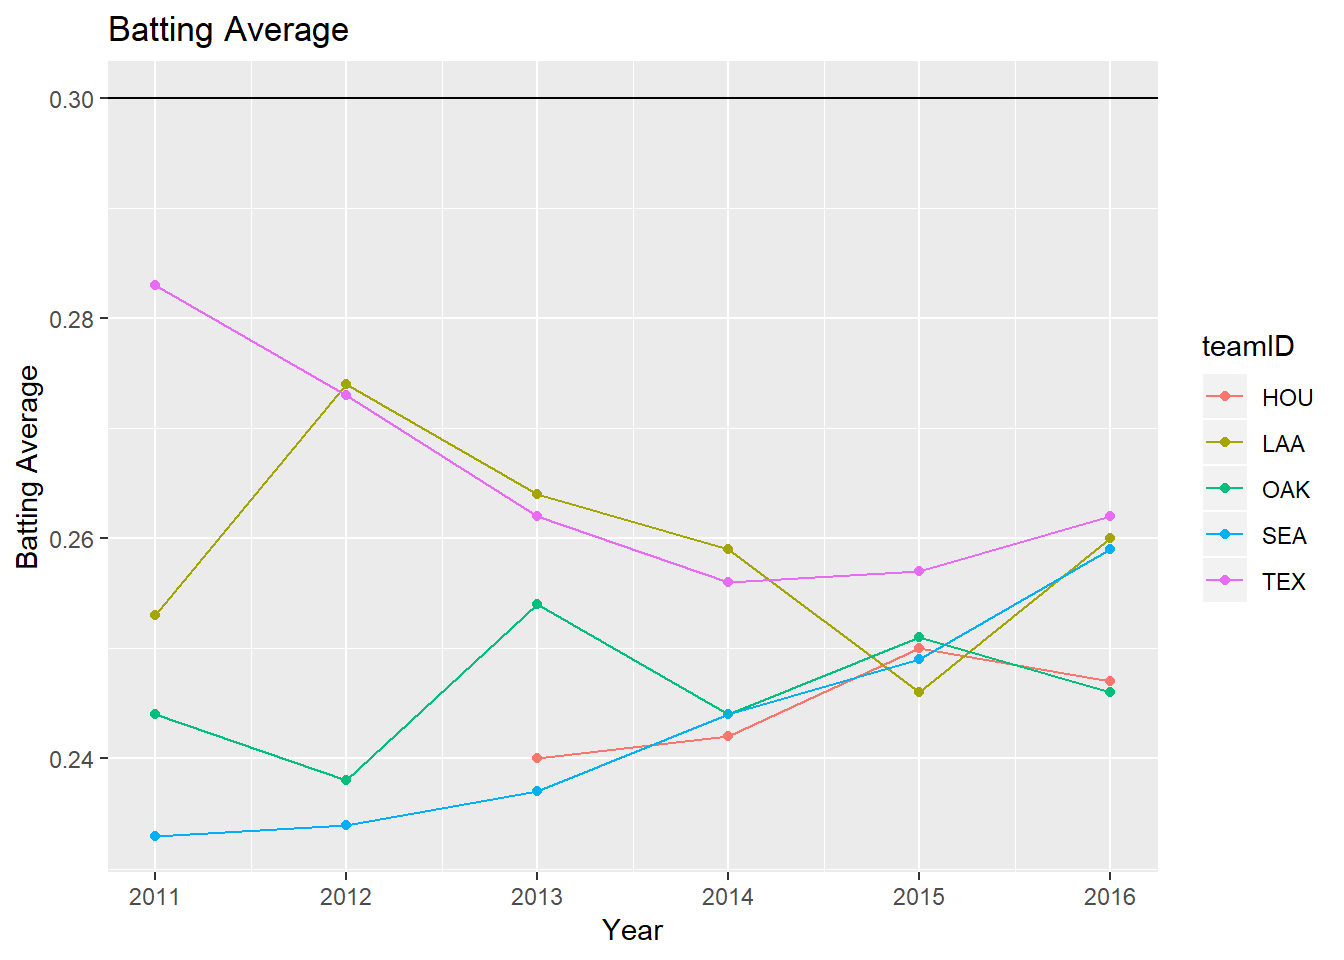 Batting Average
0.30
0.28
0.26
0.24
Batting Average
2011 2012 2013 2014 2015 2016
Year
teamID
HOU
LAA
OAK
SEA
TEX